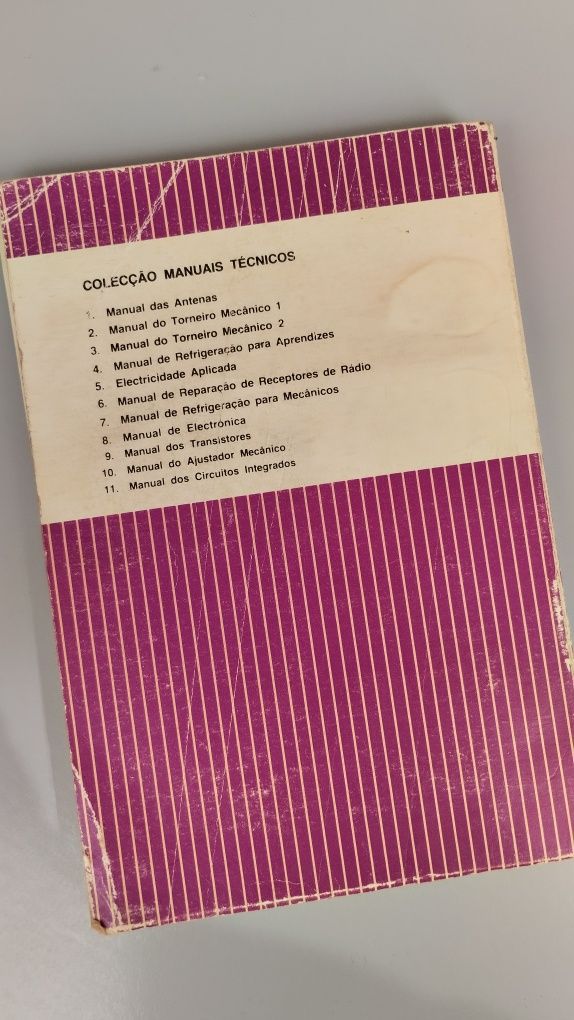 COLECÇÃO MANUAIS TÉCNICOS
1. Manual das Antenas
2. Manual do Torneiro Mecânico 1
3. Manual do Torneiro Mecânico 2
4. Manual de Refrigeração para Aprendizes
5. Electricidade Aplicada
6. Manual de Reparação de Receptores de Rádio
7. Manual de Refrigeração para Mecânicos
8. Manual de Electrónica
9. Manual dos Transistores
10. Manual do Ajustador Mecânico
11. Manual dos Circuitos Integrados